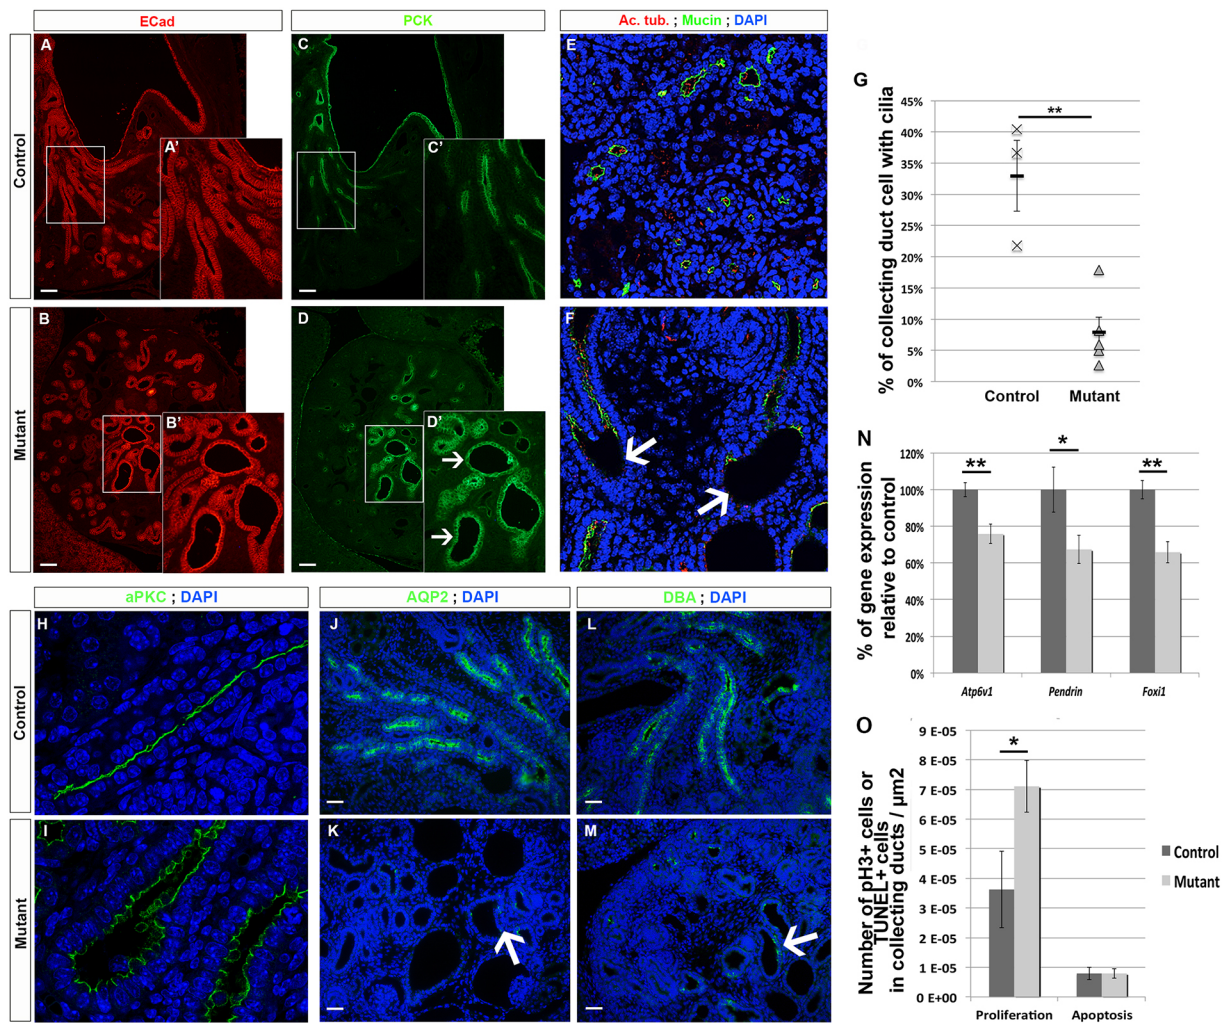 ECad
PCK
Ac. tub. ; Mucin ; DAPI
Control
A
A'
C
C'
E
Mutant
B
B'
D
D'
F
G
% of collecting duct cell with cilia
45%
40%
35%
30%
25%
20%
15%
10%
5%
0%
**
Control
Mutant
aPKC ; DAPI
AQP2 ; DAPI
DBA ; DAPI
Control
H
J
L
Mutant
I
K
M
N
% of gene expression
relative to control
120%
100%
80%
60%
40%
20%
0%
**
*
**
Atp6v1
Pendrin
Foxi1
O
Number of pH3+ cells or
TUNEL+ cells
in collecting ducts / µm2
9 E-05
8 E-05
7 E-05
6 E-05
5 E-05
4 E-05
3 E-05
2 E-05
1 E-05
0 E+00
*
Proliferation
Apoptosis
Control
Mutant